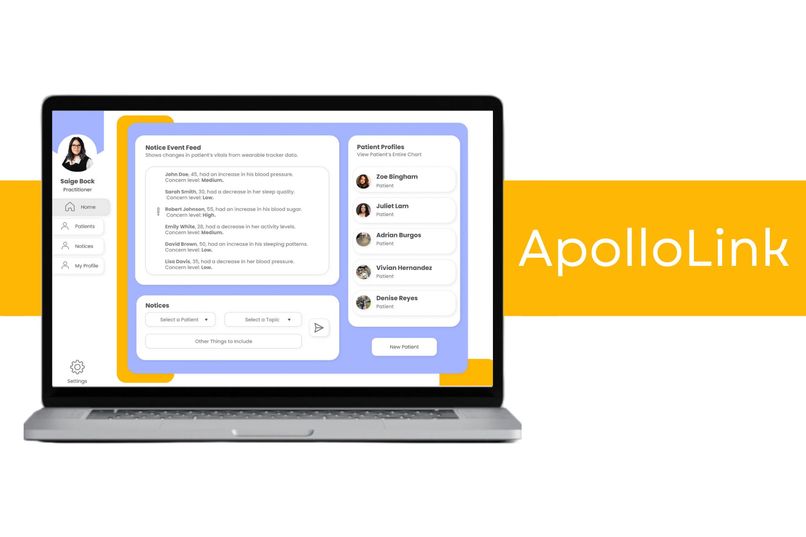 Saige Bock
Practitioner
Home
Patients
Notices
My Profile
Settings
Notice Event Feed
Shows changes in patient's vitals from wearable tracker data.
John Doe, 45, had an increase in his blood pressure.
Concern level: Medium.
Sarah Smith, 30, had a decrease in her sleep quality.
Concern level: Low.
Robert Johnson, 55, had an increase in his blood sugar.
Concern level: High.
Emily White, 28, had a decrease in her activity levels.
Concern level: Medium.
David Brown, 50, had an increase in his sleeping patterns.
Concern level: Low.
Lisa Davis, 35, had a decrease in her blood pressure.
Concern level: Low.
Notices
Select a Patient
Select a Topic
Other Things to Include
Patient Profiles
View Patient's Entire Chart
Zoe Bingham
Patient
Juliet Lam
Patient
Adrian Burgos
Patient
Vivian Hernandez
Patient
Denise Reyes
Patient
New Patient
ApolloLink